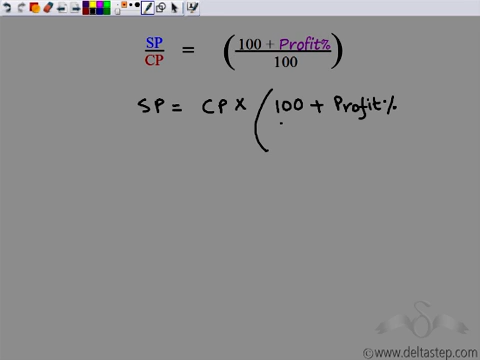 SP/CP = ((100 + Profit%)/100)
SP = CP × (100 + Profit%
©www.deltastep.com